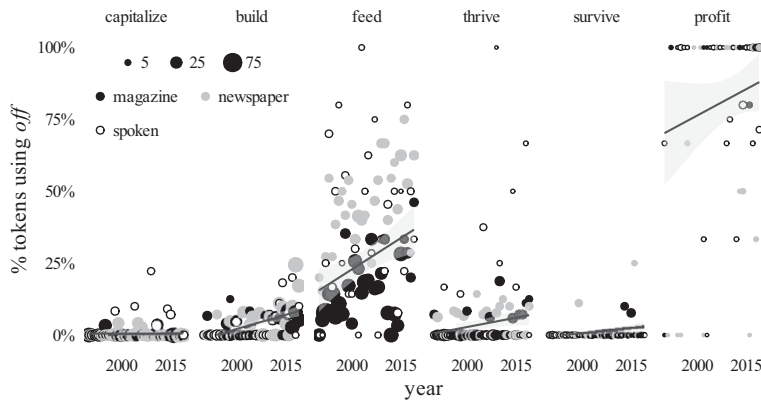 capitalize build feed thrive survive profit
100%
5 25 75
magazine newspaper
75%
spoken
50%
25%
0%
2000 2015 2000 2015 2000 2015 2000 2015 2000 2015 2000 2015
year
% tokens using off